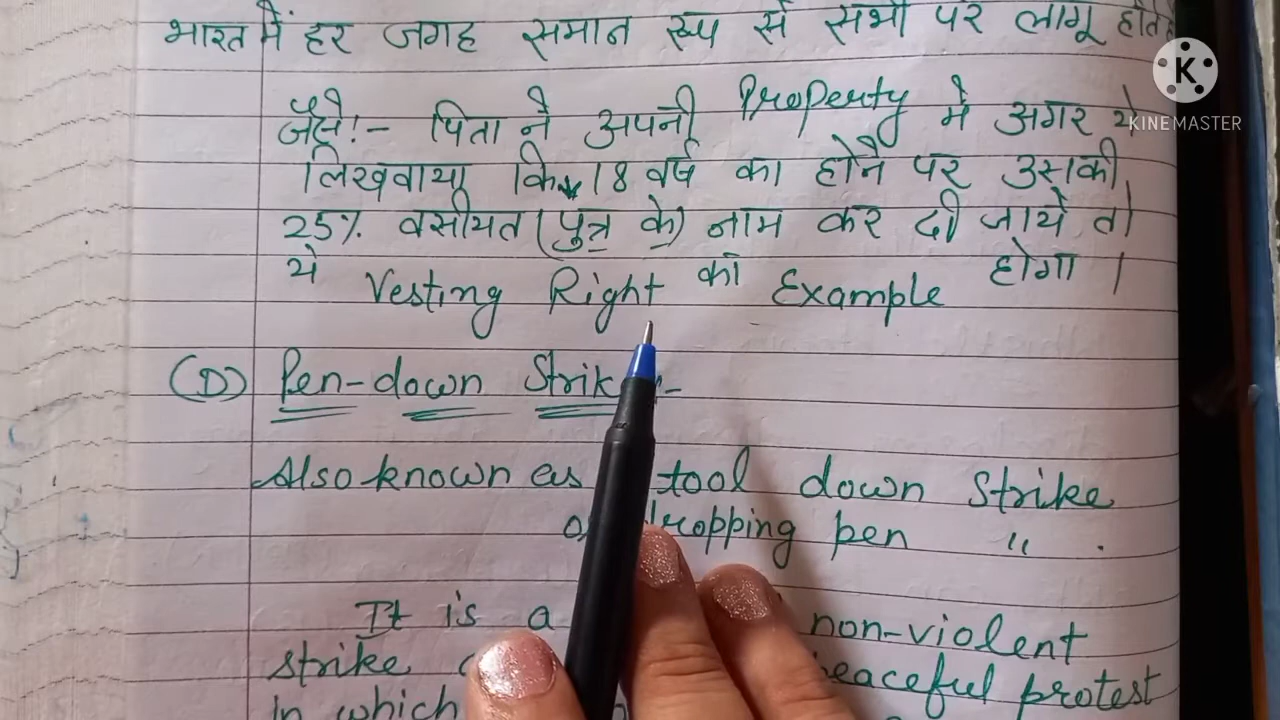 भारत में हर जगह समान रूप से सभी पर लागू होते
K
KINEMASTER
जैसे:- पिता ने अपनी Property में अगर ये
लिखवाया कि 18 वर्ष का होने पर उसकी
25% वसीयत (पुत्र के) नाम कर दी जाये तो
ये Vesting Right का Example होगा ।
(D) Pen-down Strike:-
Also known as tool down Strike
dropping pen " .
It is a non-violent
strike peaceful protest
in which